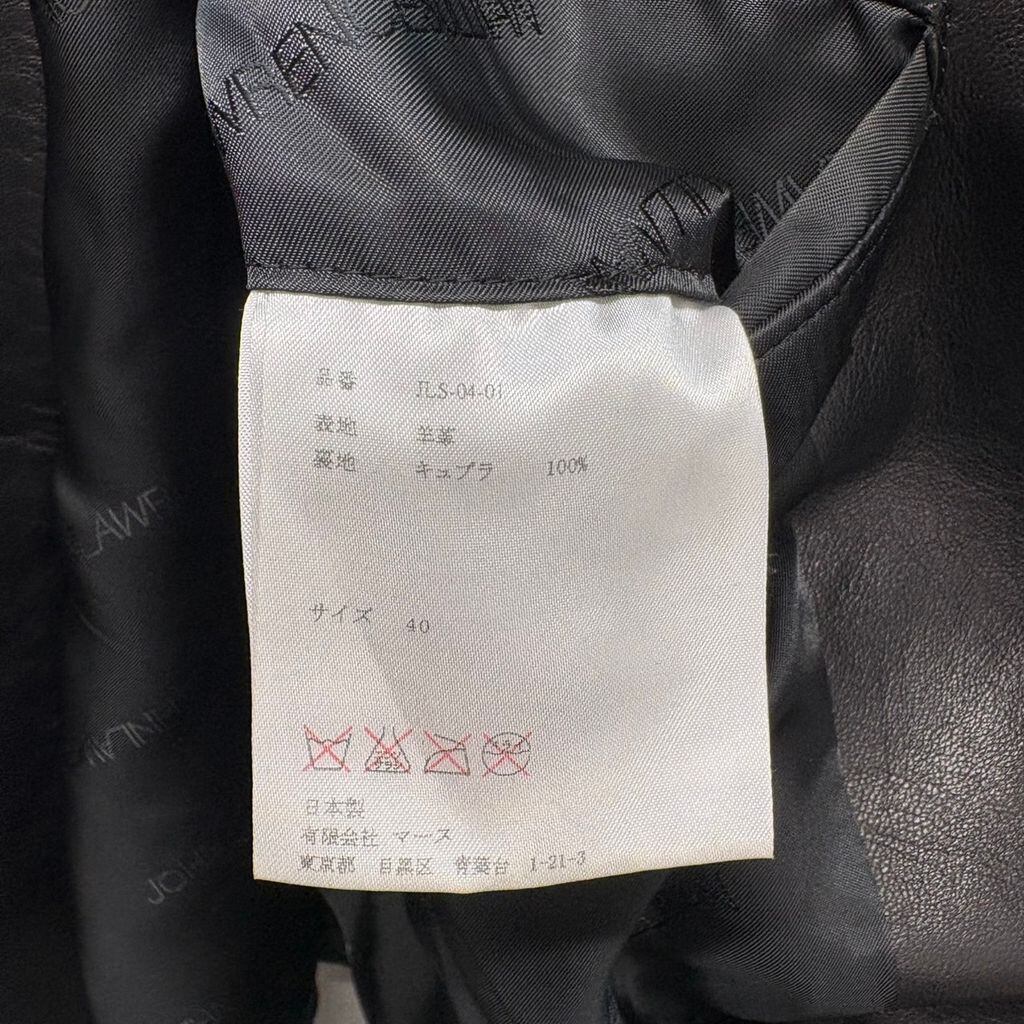 品番 JLS-04-01
表地 羊革
裏地 キュプラ 100%
サイズ 40
日本製
有限会社 マース
東京都 目黒区 青葉台 1-21-3